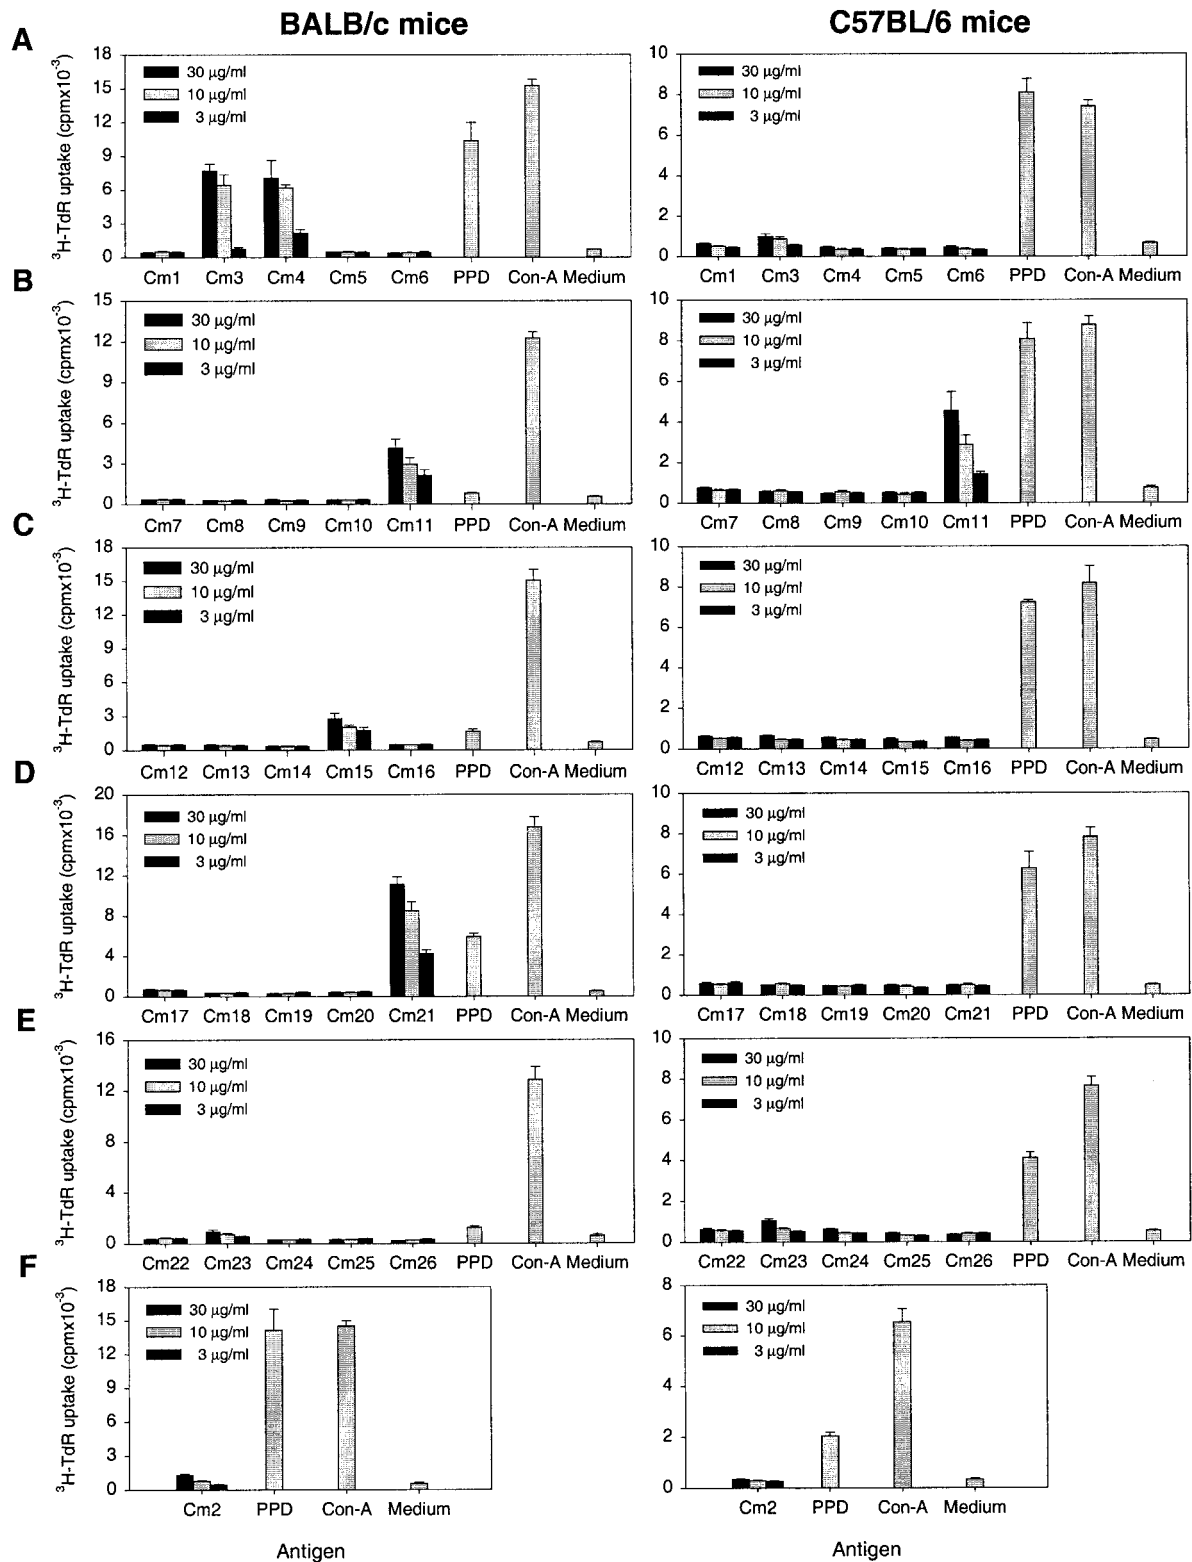 BALB/c mice
C57BL/6 mice
A
³H-TdR uptake (cpmx10⁻³)
18
15
12
9
6
3
0
30 µg/ml
10 µg/ml
3 µg/ml
Cm1 Cm3 Cm4 Cm5 Cm6 PPD Con-A Medium
10
8
6
4
2
0
30 µg/ml
10 µg/ml
3 µg/ml
Cm1 Cm3 Cm4 Cm5 Cm6 PPD Con-A Medium
B
³H-TdR uptake (cpmx10⁻³)
15
12
9
6
3
0
30 µg/ml
10 µg/ml
3 µg/ml
Cm7 Cm8 Cm9 Cm10 Cm11 PPD Con-A Medium
10
8
6
4
2
0
30 µg/ml
10 µg/ml
3 µg/ml
Cm7 Cm8 Cm9 Cm10 Cm11 PPD Con-A Medium
C
³H-TdR uptake (cpmx10⁻³)
18
15
12
9
6
3
0
30 µg/ml
10 µg/ml
3 µg/ml
Cm12 Cm13 Cm14 Cm15 Cm16 PPD Con-A Medium
10
8
6
4
2
0
30 µg/ml
10 µg/ml
3 µg/ml
Cm12 Cm13 Cm14 Cm15 Cm16 PPD Con-A Medium
D
³H-TdR uptake (cpmx10⁻³)
20
16
12
8
4
0
30 µg/ml
10 µg/ml
3 µg/ml
Cm17 Cm18 Cm19 Cm20 Cm21 PPD Con-A Medium
10
8
6
4
2
0
30 µg/ml
10 µg/ml
3 µg/ml
Cm17 Cm18 Cm19 Cm20 Cm21 PPD Con-A Medium
E
³H-TdR uptake (cpmx10⁻³)
16
12
8
4
0
30 µg/ml
10 µg/ml
3 µg/ml
Cm22 Cm23 Cm24 Cm25 Cm26 PPD Con-A Medium
10
8
6
4
2
0
30 µg/ml
10 µg/ml
3 µg/ml
Cm22 Cm23 Cm24 Cm25 Cm26 PPD Con-A Medium
F
³H-TdR uptake (cpmx10⁻³)
18
15
12
9
6
3
0
30 µg/ml
10 µg/ml
3 µg/ml
Cm2 PPD Con-A Medium
Antigen
8
6
4
2
0
30 µg/ml
10 µg/ml
3 µg/ml
Cm2 PPD Con-A Medium
Antigen